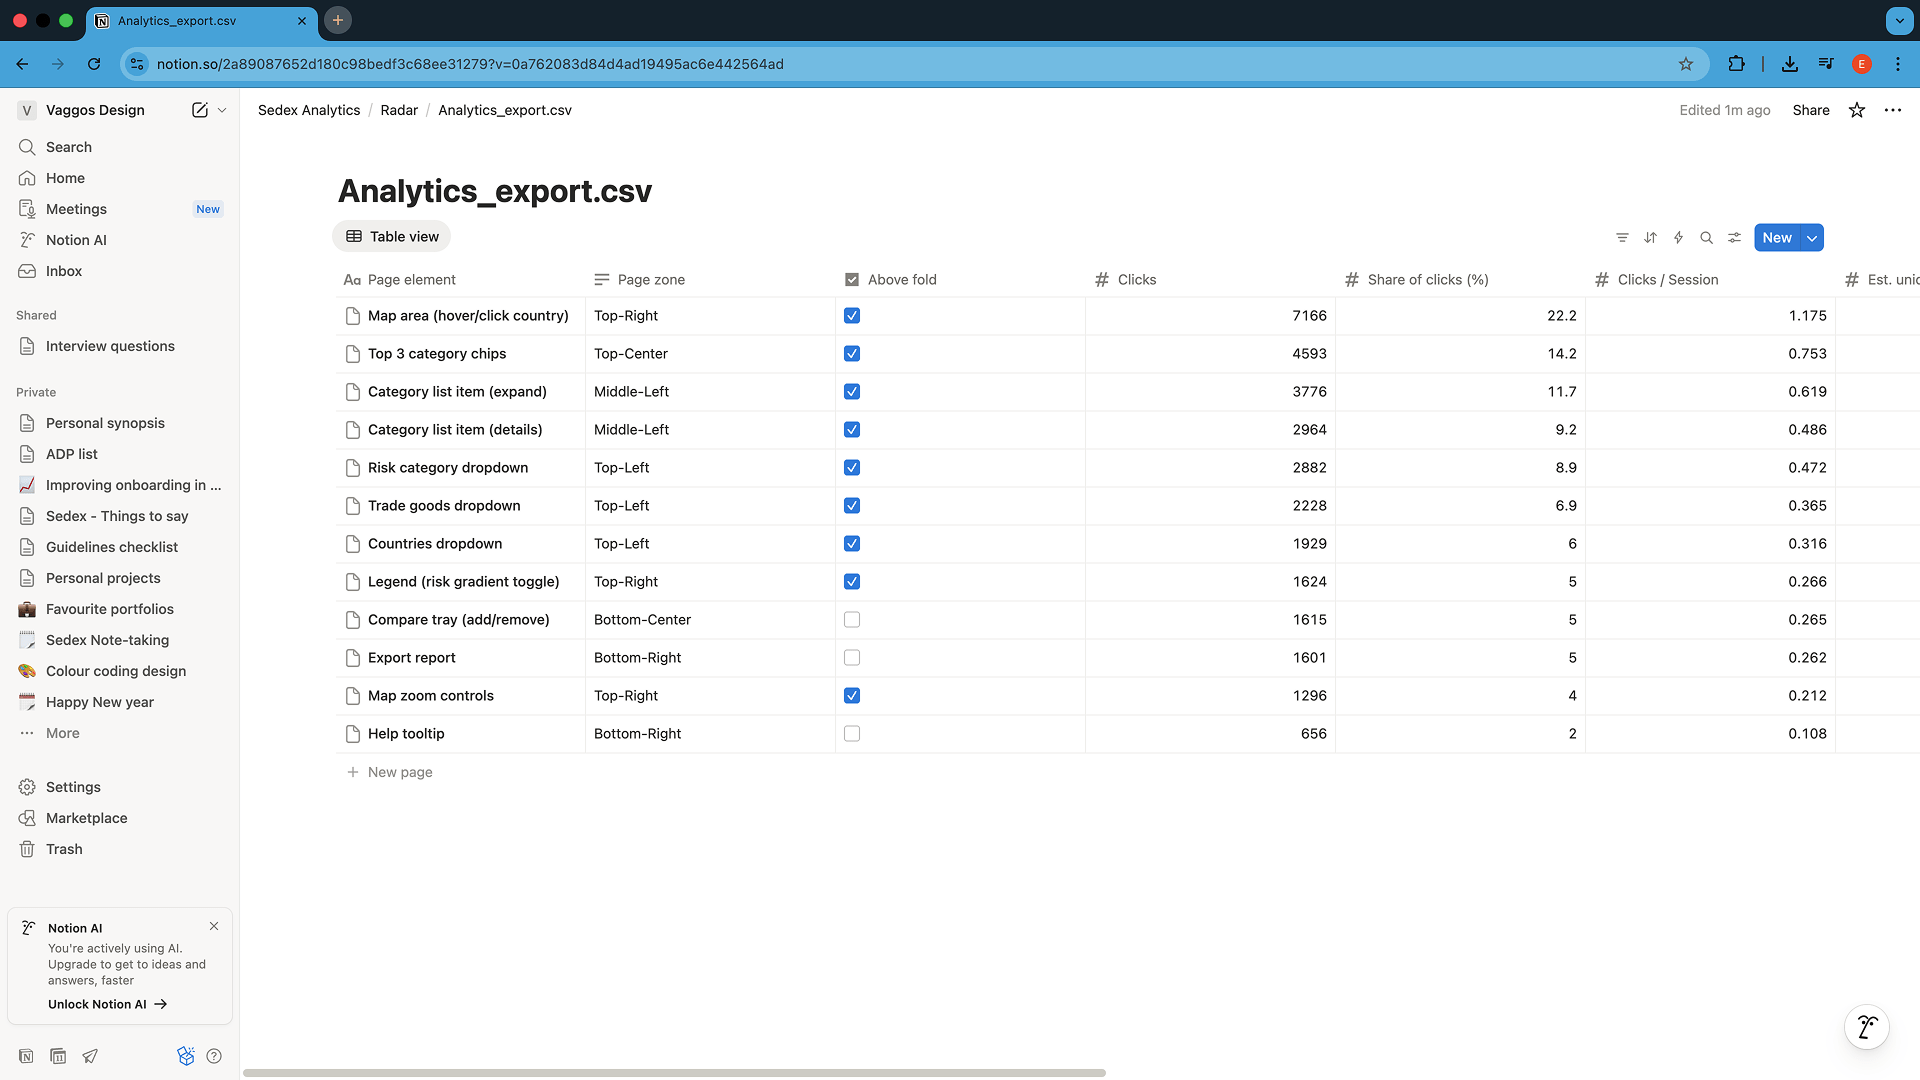 Analytics_export.csv
notion.so/2a89087652d180c98bedf3c68ee31279?v=0a762083d84d4ad19495ac6e442564ad
E
V Vaggos Design
Search
Home
Meetings New
Notion AI
Inbox
Shared
Interview questions
Private
Personal synopsis
ADP list
Improving onboarding in ...
Sedex - Things to say
Guidelines checklist
Personal projects
Favourite portfolios
Sedex Note-taking
Colour coding design
Happy New year
More
Settings
Marketplace
Trash
Notion AI
You're actively using AI.
Upgrade to get to ideas and
answers, faster
Unlock Notion AI
Sedex Analytics / Radar / Analytics_export.csv
Edited 1m ago Share
Analytics_export.csv
Table view
New
Aa Page element Page zone Above fold # Clicks # Share of clicks (%) # Clicks / Session # Est. unic
Map area (hover/click country) Top-Right 7166 22.2 1.175
Top 3 category chips Top-Center 4593 14.2 0.753
Category list item (expand) Middle-Left 3776 11.7 0.619
Category list item (details) Middle-Left 2964 9.2 0.486
Risk category dropdown Top-Left 2882 8.9 0.472
Trade goods dropdown Top-Left 2228 6.9 0.365
Countries dropdown Top-Left 1929 6 0.316
Legend (risk gradient toggle) Top-Right 1624 5 0.266
Compare tray (add/remove) Bottom-Center 1615 5 0.265
Export report Bottom-Right 1601 5 0.262
Map zoom controls Top-Right 1296 4 0.212
Help tooltip Bottom-Right 656 2 0.108
New page